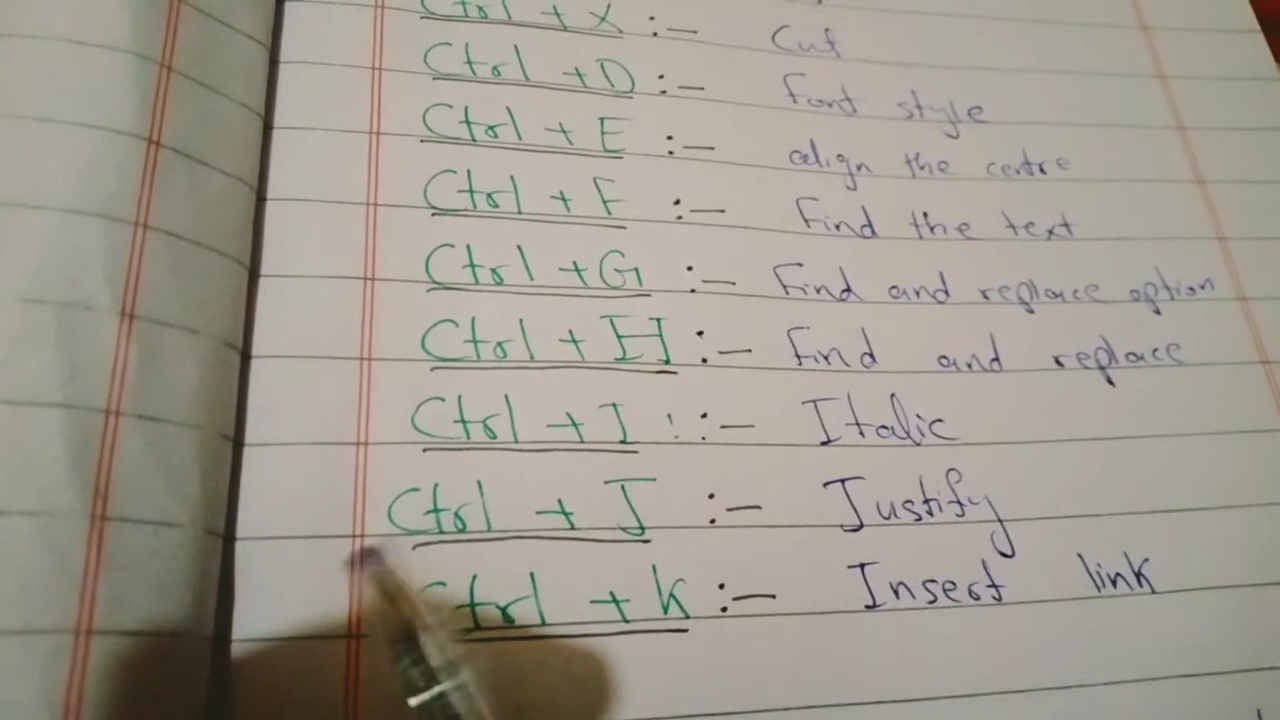 Ctrl + X :- Cut
Ctrl + D :- Font style
Ctrl + E :- align the centre
Ctrl + F :- Find the text
Ctrl + G :- Find and replace option
Ctrl + H :- Find and replace
Ctrl + I :- Italic
Ctrl + J :- Justify
Ctrl + K :- Insert link